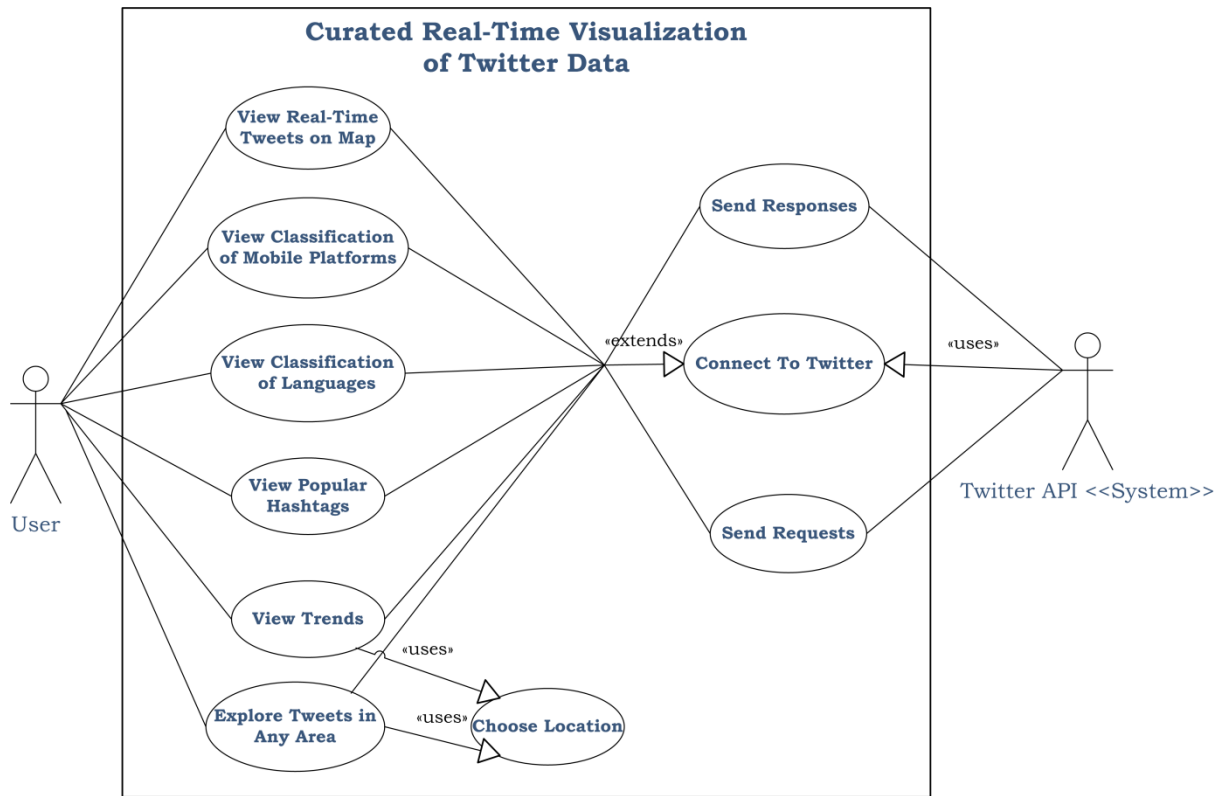 Curated Real-Time Visualization
of Twitter Data
View Real-Time
Tweets on Map
View Classification
of Mobile Platforms
View Classification
of Languages
View Popular
Hashtags
View Trends
Explore Tweets in
Any Area
«uses»
«uses»
Choose Location
Send Responses
«extends»
Connect To Twitter
«uses»
Send Requests
User
Twitter API <<System>>